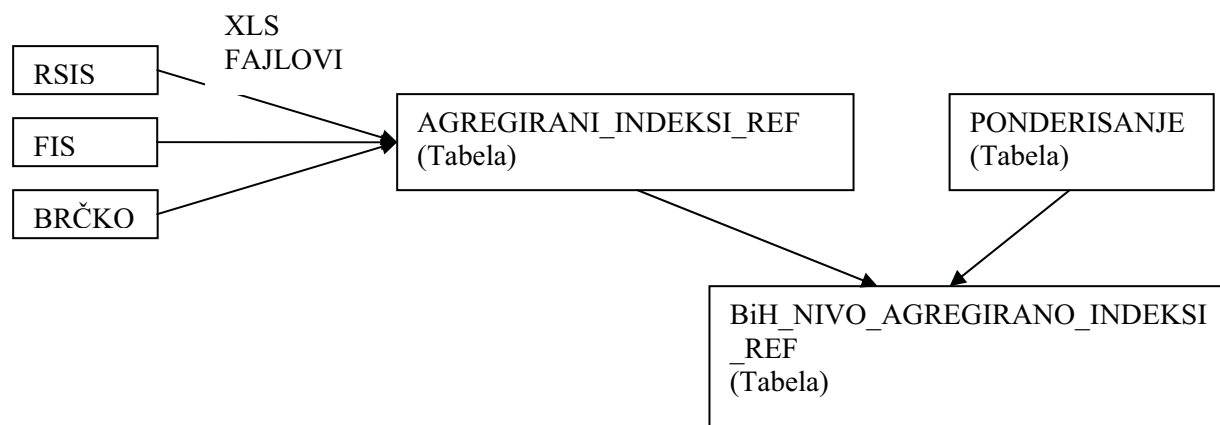 XLS
FAJLOVI
RSIS
FIS
BRČKO
AGREGIRANI_INDEKSI_REF
(Tabela)
PONDERISANJE
(Tabela)
BiH_NIVO_AGREGIRANO_INDEKSI
_REF
(Tabela)